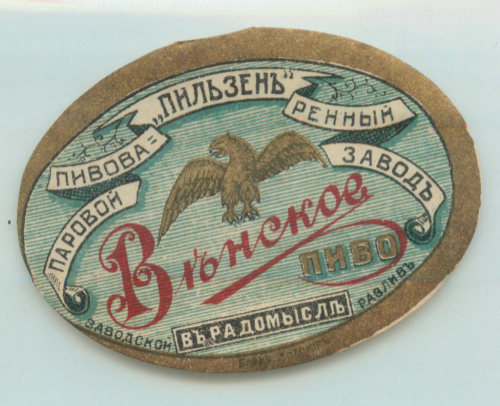 „ПИЛЬЗЕНЪ“
ПИВОВА=
РЕННЫЙ
ПАРОВОЙ
ЗАВОДЪ
Вѣнское
ПИВО
ЗАВОДСКОЙ
РАЗЛИВЪ
ВЪ РАДОМЫСЛѢ